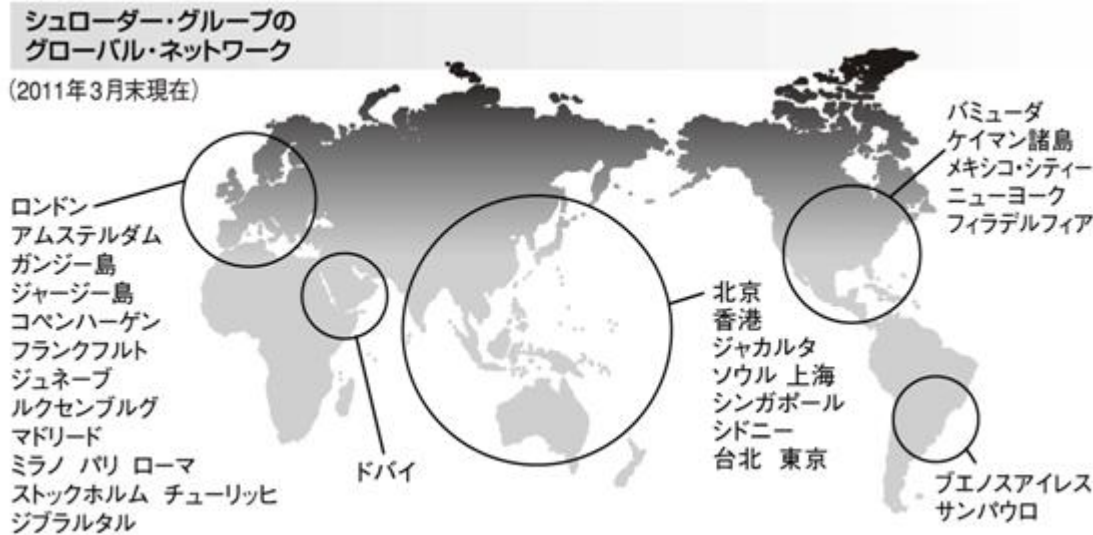 シュローダー・グループの
グローバル・ネットワーク
(2011年3月末現在)
ロンドン
アムステルダム
ガンジー島
ジャージー島
コペンハーゲン
フランクフルト
ジュネーブ
ルクセンブルグ
マドリード
ミラノ パリ ローマ
ストックホルム チューリッヒ
ジブラルタル
ドバイ
北京
香港
ジャカルタ
ソウル 上海
シンガポール
シドニー
台北 東京
バミューダ
ケイマン諸島
メキシコ・シティー
ニューヨーク
フィラデルフィア
ブエノスアイレス
サンパウロ